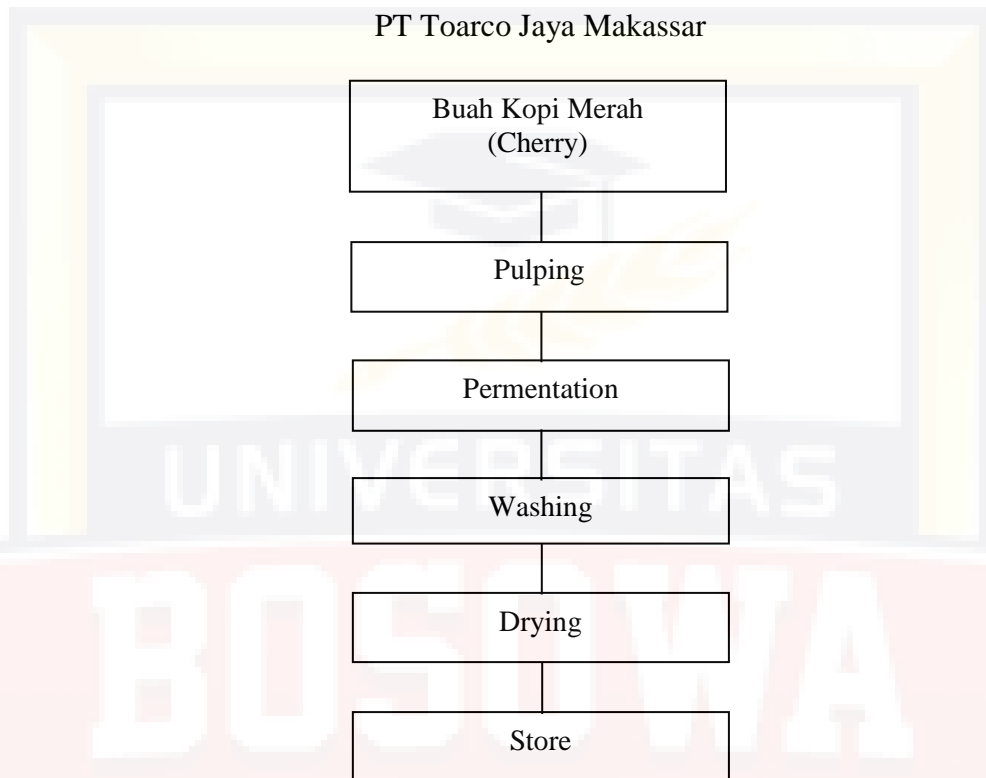 PT Toarco Jaya Makassar
Buah Kopi Merah
(Cherry)
Pulping
Permentation
UNIVERSITAS
Washing
BOSOWA
Drying
Store